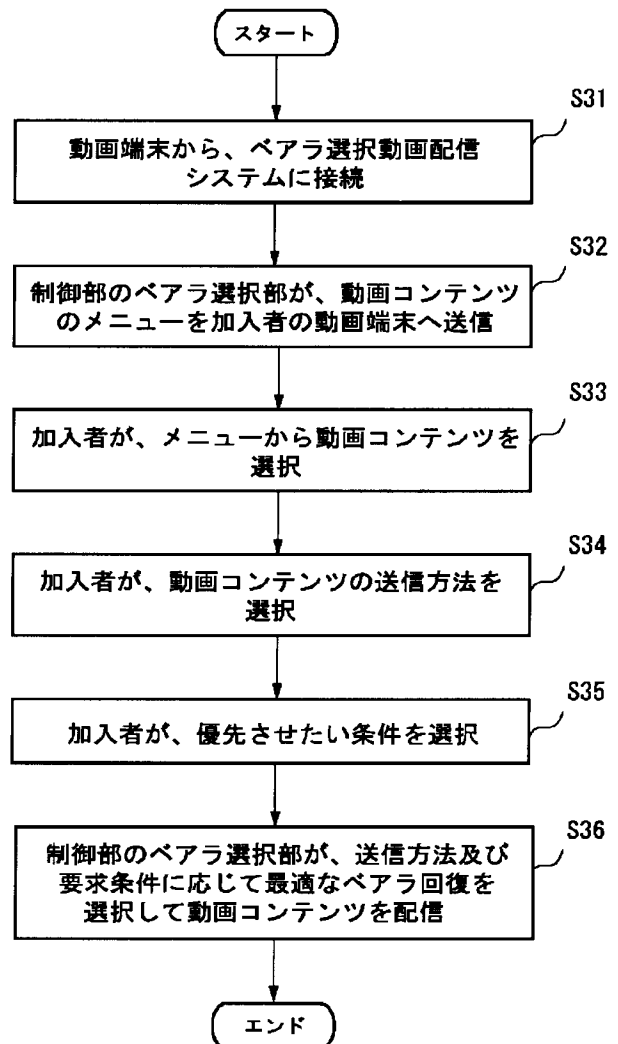 スタート
S31
動画端末から、ベアラ選択動画配信
システムに接続
S32
制御部のベアラ選択部が、動画コンテンツ
のメニューを加入者の動画端末へ送信
S33
加入者が、メニューから動画コンテンツを
選択
S34
加入者が、動画コンテンツの送信方法を
選択
S35
加入者が、優先させたい条件を選択
S36
制御部のベアラ選択部が、送信方法及び
要求条件に応じて最適なベアラ回復を
選択して動画コンテンツを配信
エンド